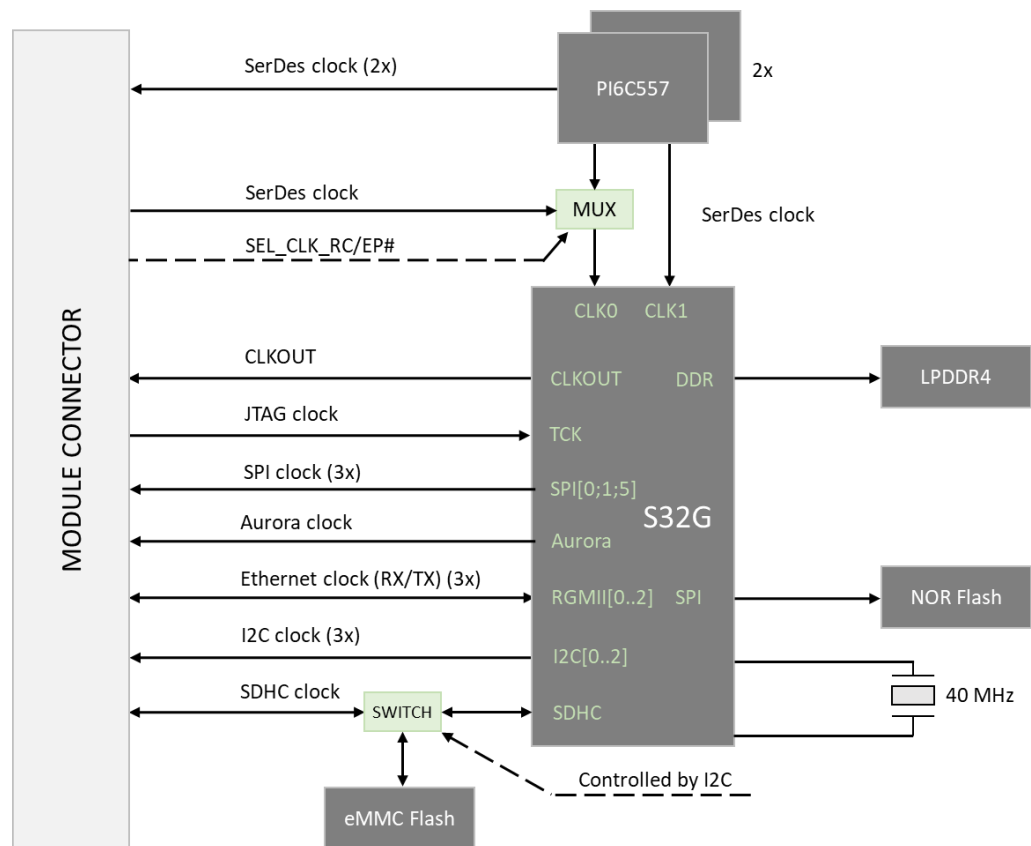 SerDes clock (2x)
PI6C557
2x
SerDes clock
MUX
SerDes clock
SEL_CLK_RC/EP#
MODULE CONNECTOR
CLK0
CLK1
CLKOUT
CLKOUT
DDR
LPDDR4
JTAG clock
TCK
SPI clock (3x)
SPI[0;1;5]
S32G
Aurora clock
Aurora
Ethernet clock (RX/TX) (3x)
RGMII[0..2]
SPI
NOR Flash
I2C clock (3x)
I2C[0..2]
SDHC clock
SWITCH
SDHC
40 MHz
Controlled by I2C
eMMC Flash